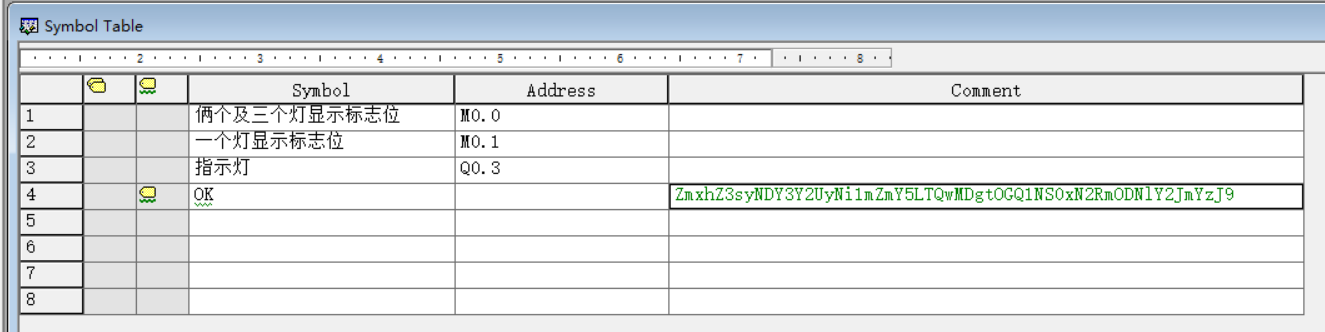 Symbol Table
2 3 4 5 6 7 8
Symbol Address Comment
1 俩个及三个灯显示标志位 M0.0
2 一个灯显示标志位 M0.1
3 指示灯 Q0.3
4 OK ZmxhZ3syNDY3Y2UyNi1mZmY5LTQwMDgtOGQ1NS0xN2RmODNlY2JmYzJ9
5
6
7
8